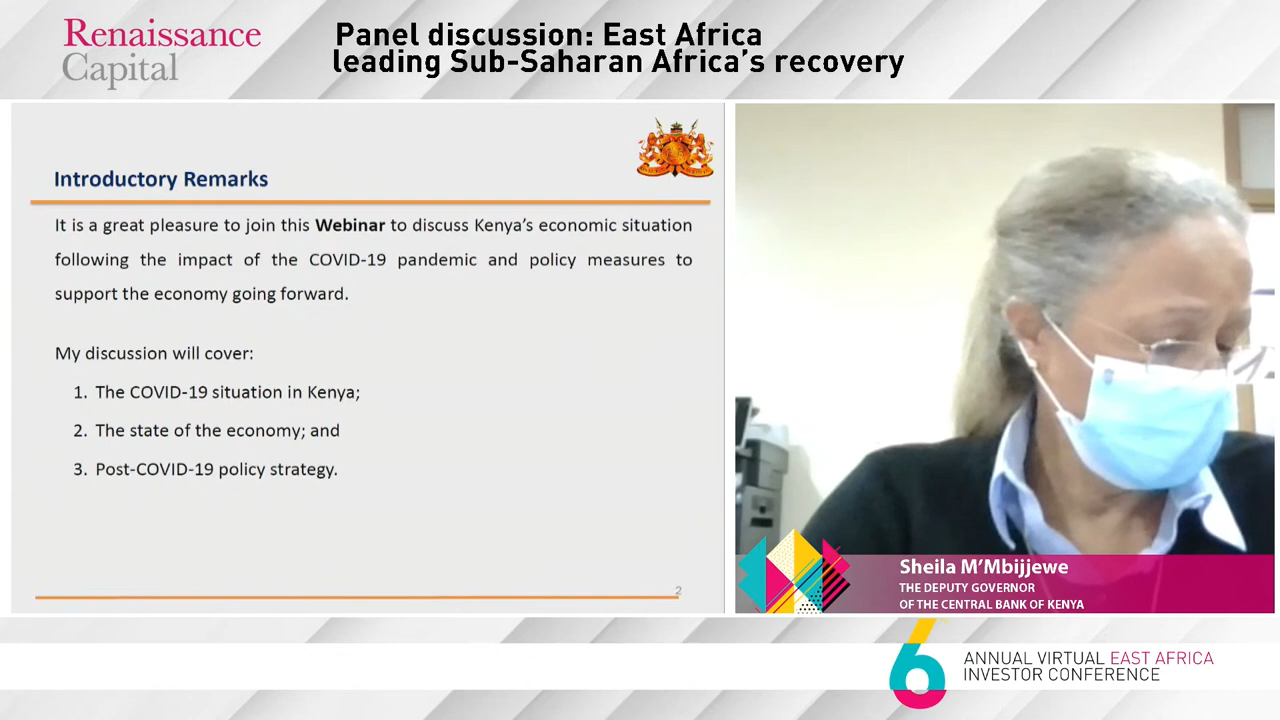 Renaissance
Capital
Panel discussion: East Africa
leading Sub-Saharan Africa's recovery
Introductory Remarks
It is a great pleasure to join this Webinar to discuss Kenya's economic situation
following the impact of the COVID-19 pandemic and policy measures to
support the economy going forward.
My discussion will cover:
1. The COVID-19 situation in Kenya;
2. The state of the economy; and
3. Post-COVID-19 policy strategy.
2
Sheila M'Mbijjewe
THE DEPUTY GOVERNOR
OF THE CENTRAL BANK OF KENYA
6
ANNUAL VIRTUAL EAST AFRICA
INVESTOR CONFERENCE